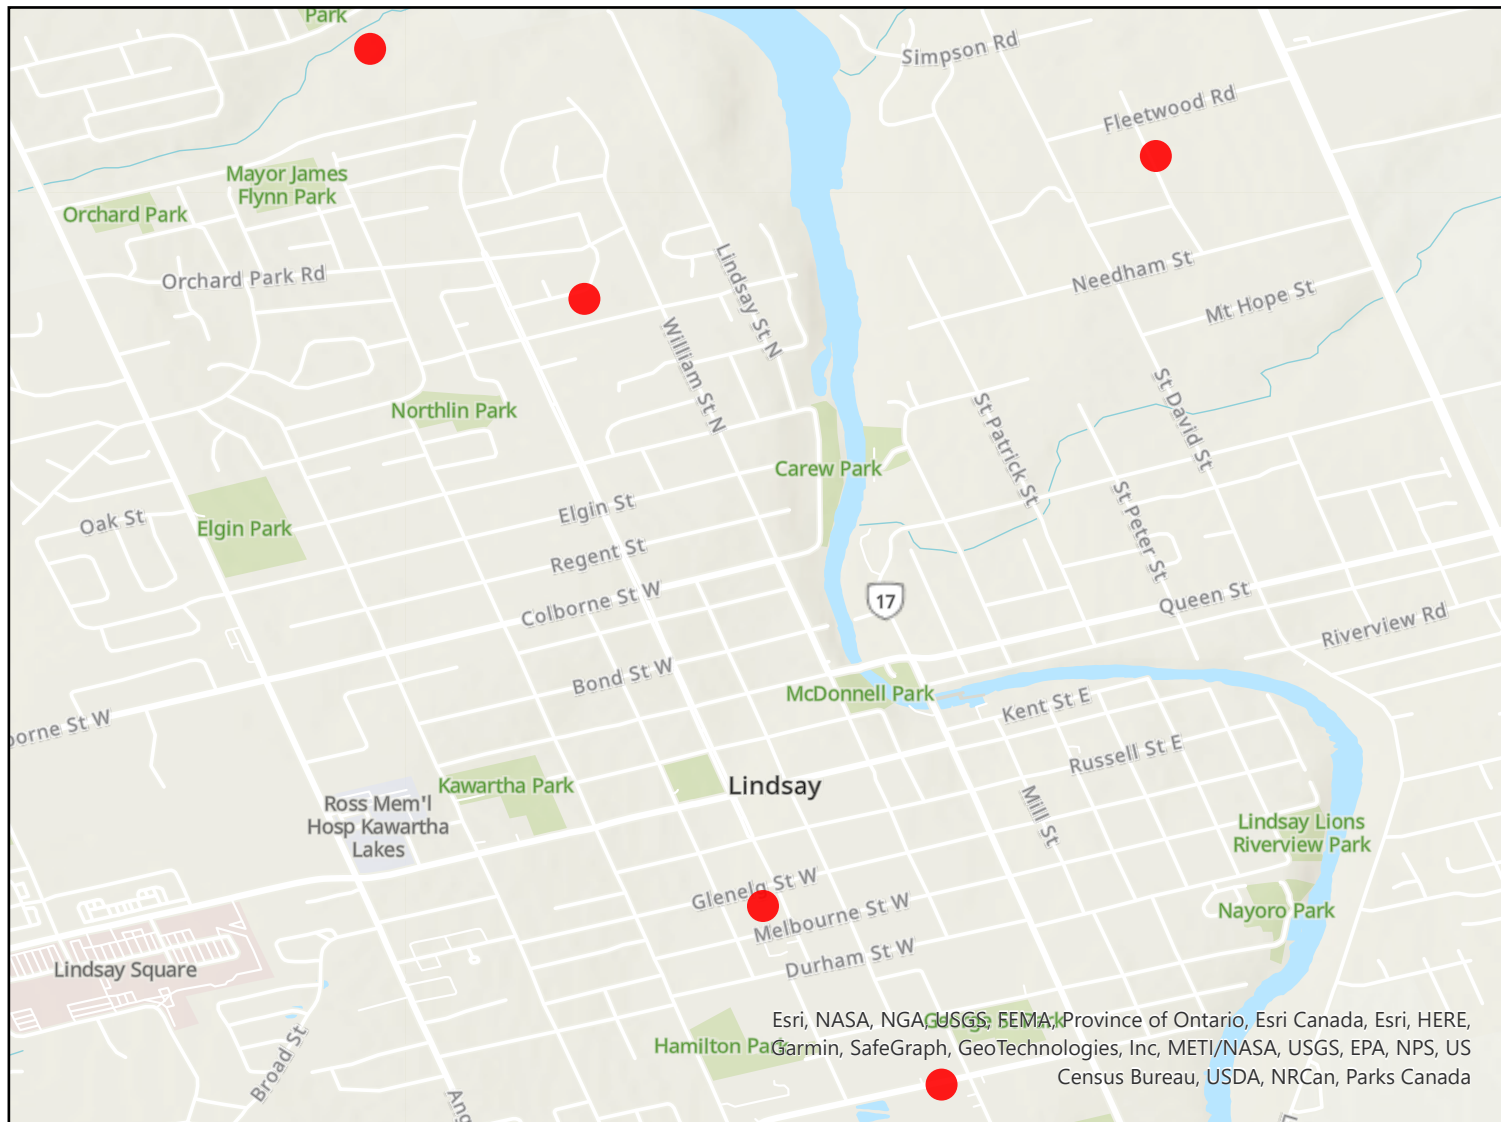 Park
Simpson Rd
Fleetwood Rd
Mayor James
Flynn Park
Orchard Park
Orchard Park Rd
Lindsay St N
Needham St
Mt Hope St
William St N
Northlin Park
St David St
St Patrick St
Carew Park
Elgin St
Oak St
Elgin Park
Regent St
St Peter St
Colborne St W
17
Queen St
Riverview Rd
Bond St W
McDonnell Park
Kent St E
borne St W
Russell St E
Kawartha Park
Lindsay
Ross Mem'l
Hosp Kawartha
Lakes
Mill St
Lindsay Lions
Riverview Park
Glenelg St W
Melbourne St W
Nayoro Park
Durham St W
Lindsay Square
Hamilton Park
Broad St
Ang
Esri, NASA, NGA, USGS, FEMA, Province of Ontario, Esri Canada, Esri, HERE,
Garmin, SafeGraph, GeoTechnologies, Inc, METI/NASA, USGS, EPA, NPS, US
Census Bureau, USDA, NRCan, Parks Canada